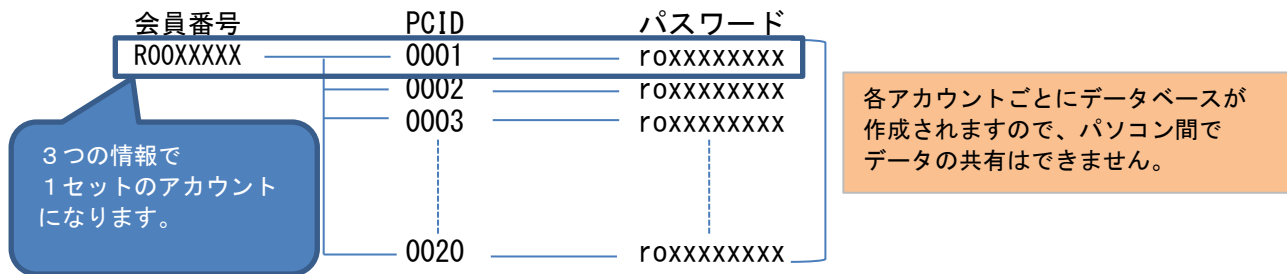 会員番号 PCID パスワード
R00XXXXX 0001 roxxxxxxxx
0002 roxxxxxxxx
0003 roxxxxxxxx
0020 roxxxxxxxx
３つの情報で
１セットのアカウント
になります。
各アカウントごとにデータベースが
作成されますので、パソコン間で
データの共有はできません。